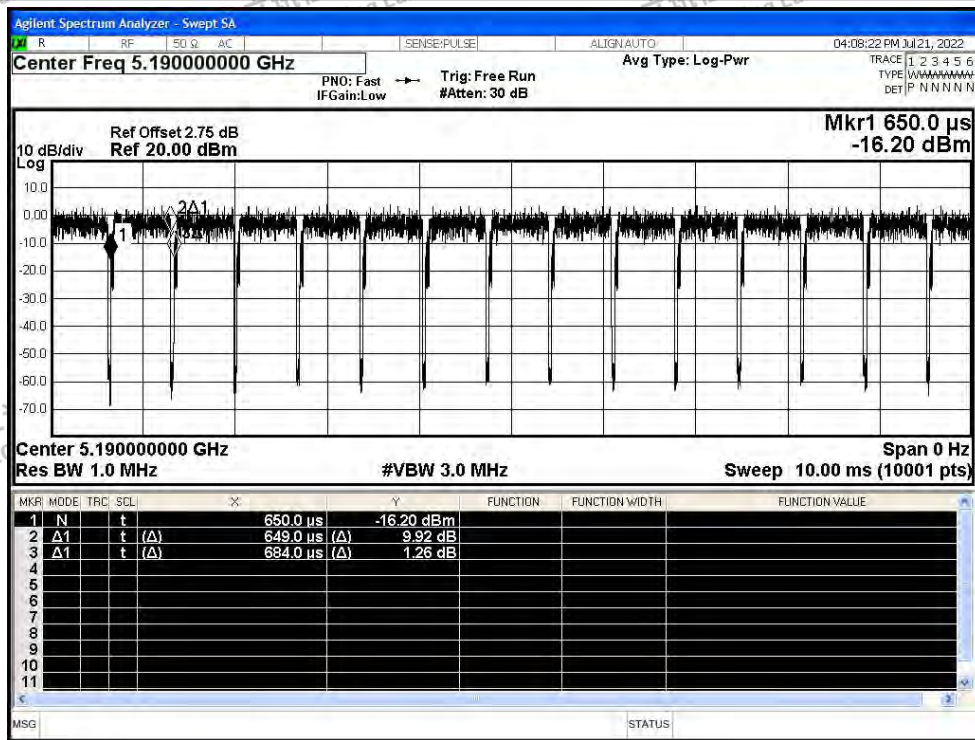 Agilent Spectrum Analyzer - Swept SA
R RF 50 Ω AC SENSE:PULSE ALIGN AUTO 04:08:22 PM Jul 21, 2022
Center Freq 5.190000000 GHz Avg Type: Log-Pwr TRACE 1 2 3 4 5 6
PNO: Fast Trig: Free Run TYPE WWWWWW
IFGain:Low #Atten: 30 dB DET P N N N N N
Mkr1 650.0 µs
Ref Offset 2.75 dB
10 dB/div Ref 20.00 dBm -16.20 dBm
Log
10.0
2Δ1
0.00
1 3Δ1
-10.0
-20.0
-30.0
-40.0
-50.0
-60.0
-70.0
Center 5.190000000 GHz Span 0 Hz
Res BW 1.0 MHz #VBW 3.0 MHz Sweep 10.00 ms (10001 pts)
MKR MODE TRC SCL X Y FUNCTION FUNCTION WIDTH FUNCTION VALUE
1 N t 650.0 µs -16.20 dBm
2 Δ1 t (Δ) 649.0 µs (Δ) 9.92 dB
3 Δ1 t (Δ) 684.0 µs (Δ) 1.26 dB
4
5
6
7
8
9
10
11
MSG STATUS